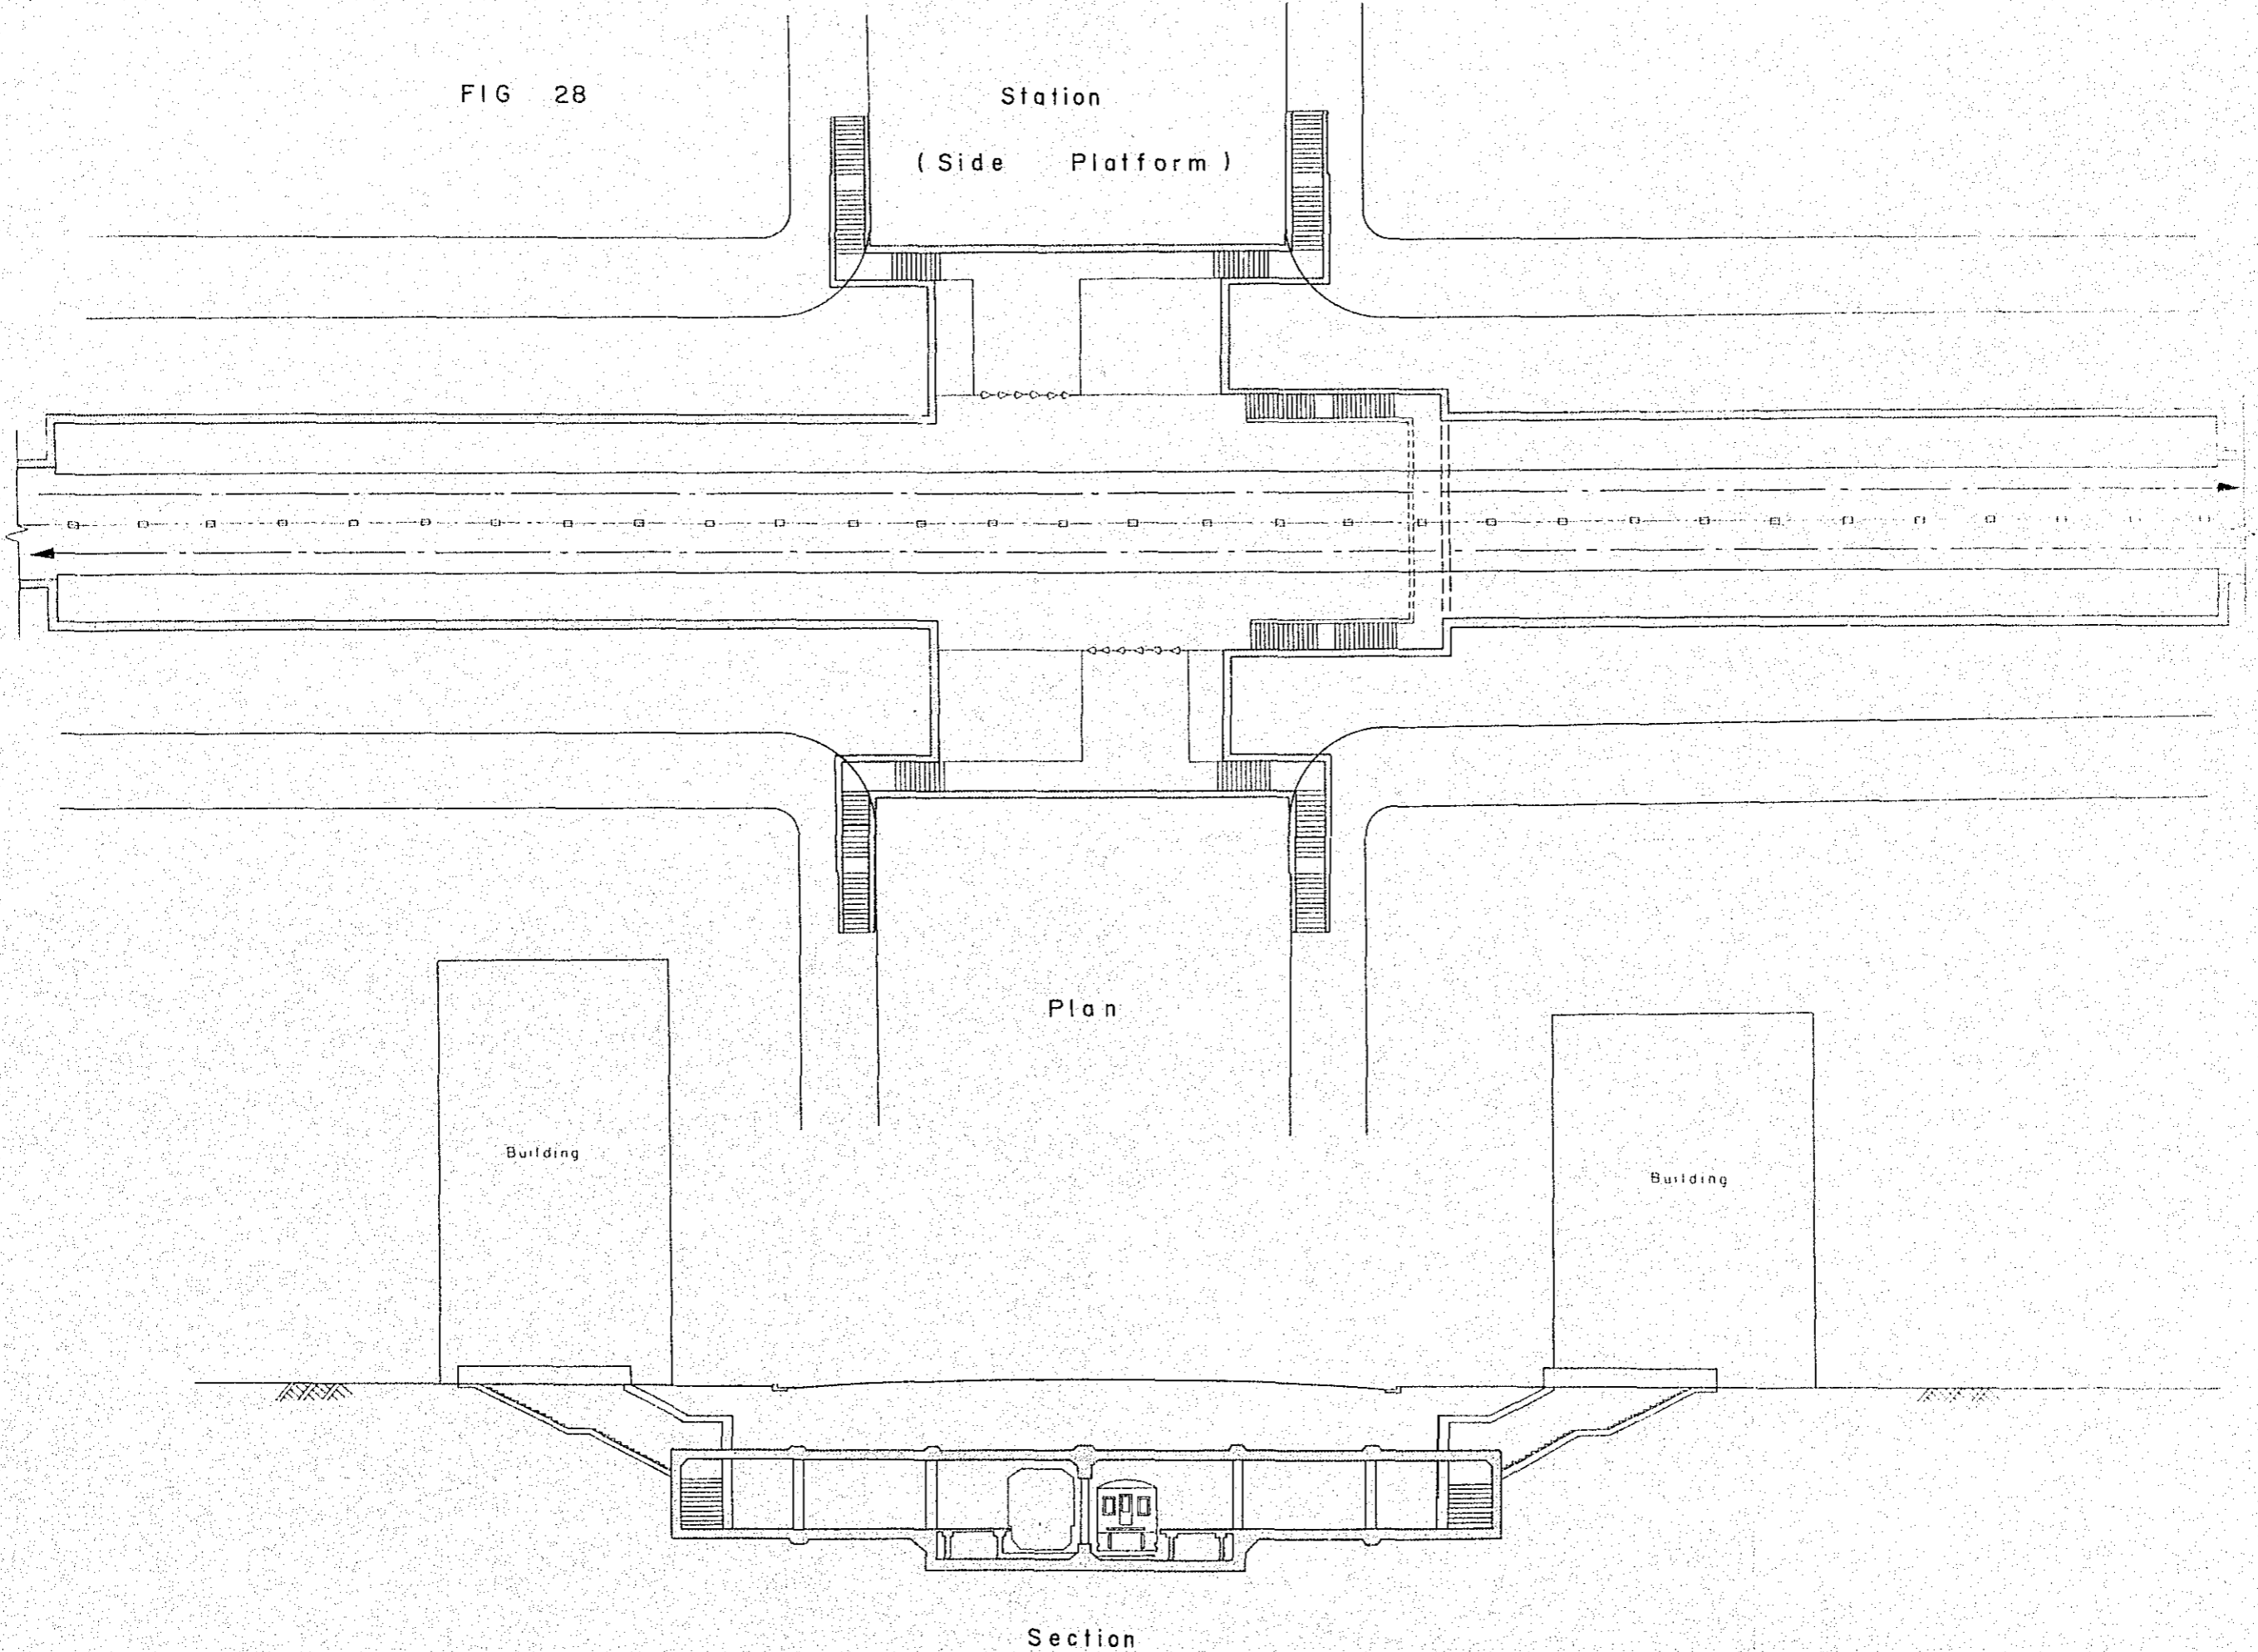 FIG 28
Station
(Side Platform)
Plan
Building
Building
Section